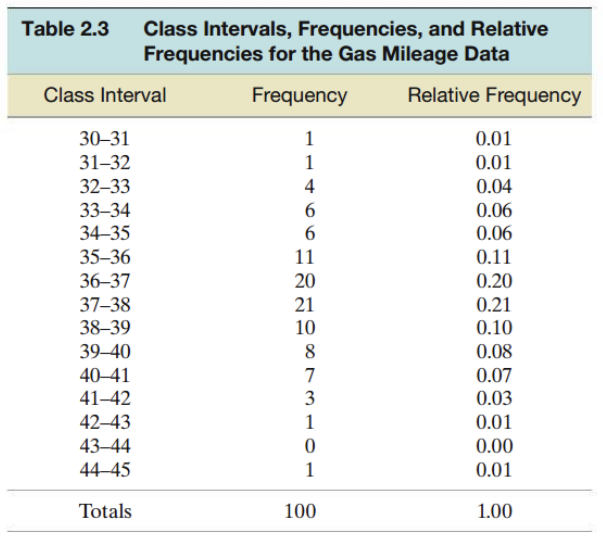 Table 2.3 Class Intervals, Frequencies, and Relative
Frequencies for the Gas Mileage Data
Class Interval Frequency Relative Frequency
30–31 1 0.01
31–32 1 0.01
32–33 4 0.04
33–34 6 0.06
34–35 6 0.06
35–36 11 0.11
36–37 20 0.20
37–38 21 0.21
38–39 10 0.10
39–40 8 0.08
40–41 7 0.07
41–42 3 0.03
42–43 1 0.01
43–44 0 0.00
44–45 1 0.01
Totals 100 1.00